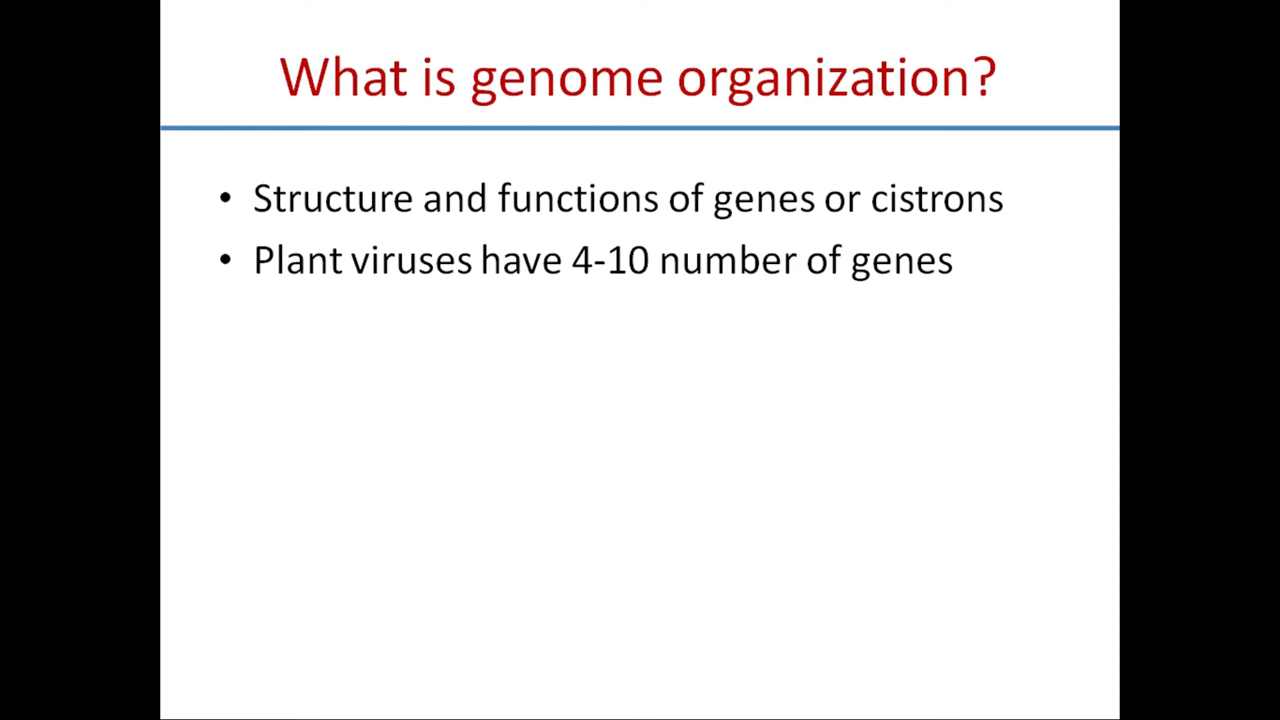 What is genome organization?
• Structure and functions of genes or cistrons
• Plant viruses have 4-10 number of genes